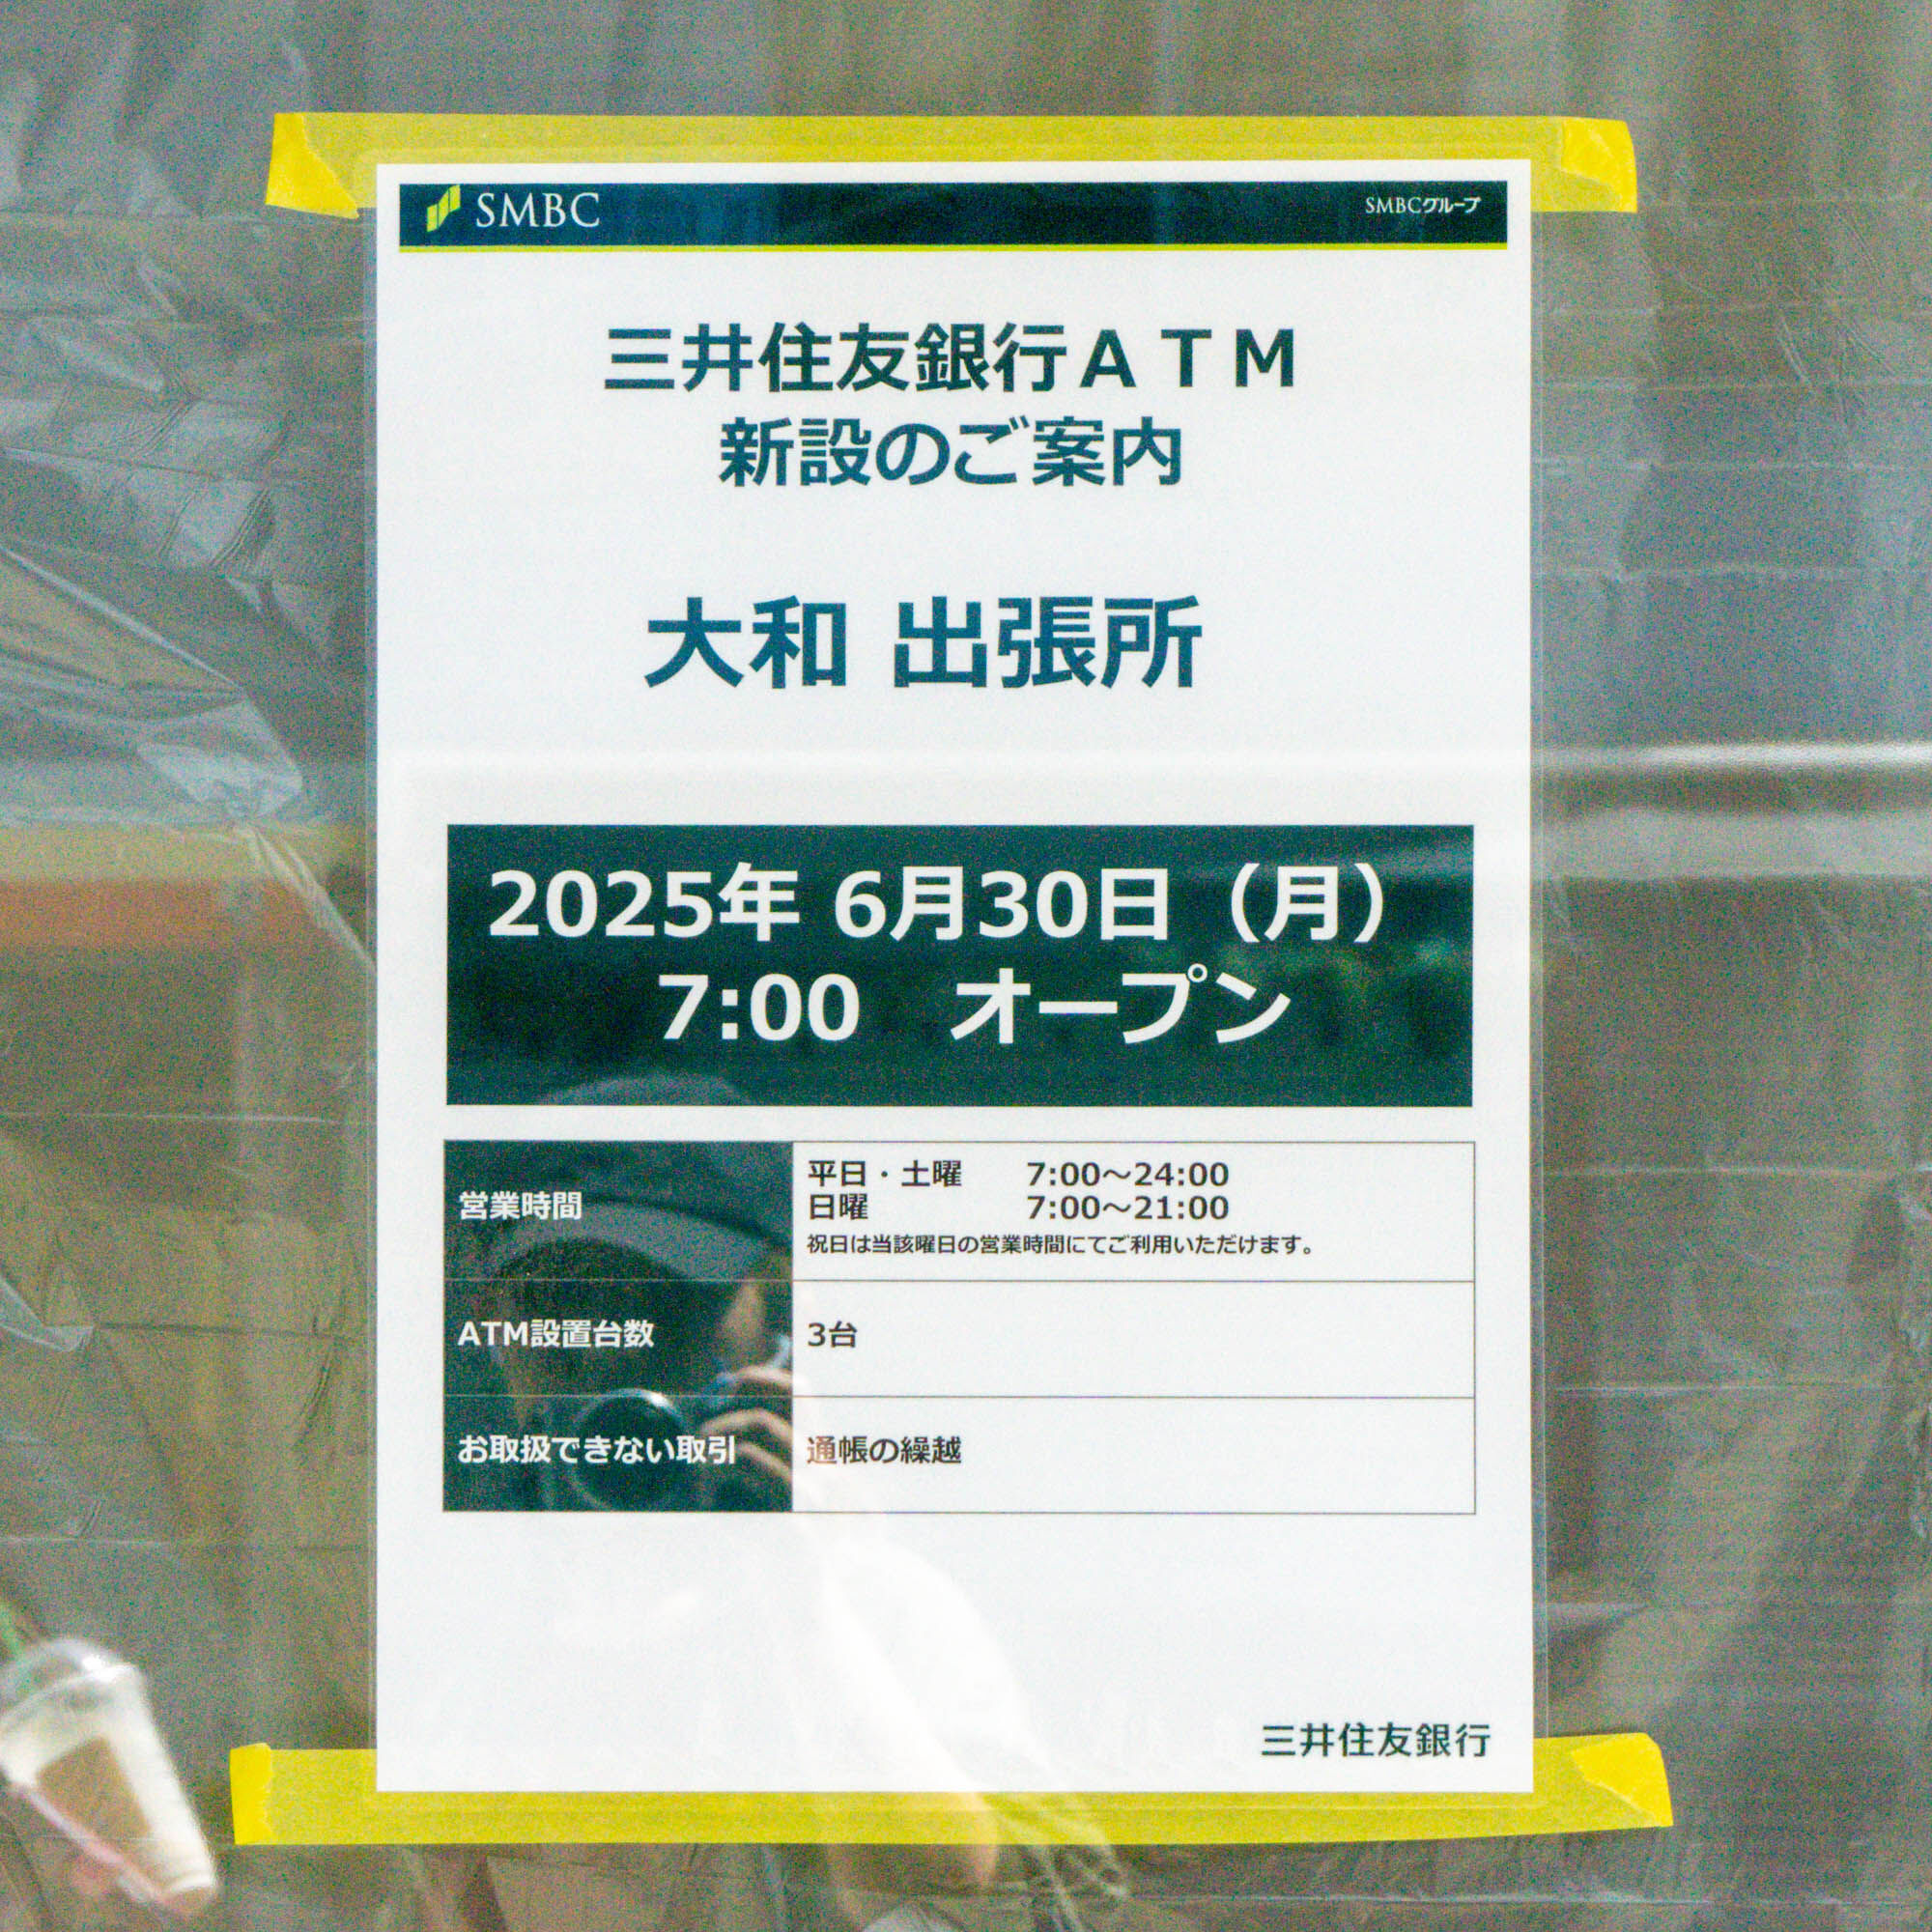 SMBC
SMBCグループ
三井住友銀行ATM
新設のご案内
大和 出張所
2025年 6月30日（月）
7:00　オープン
営業時間
平日・土曜　7:00～24:00
日曜　7:00～21:00
祝日は当該曜日の営業時間にてご利用いただけます。
ATM設置台数
3台
お取扱できない取引
通帳の繰越
三井住友銀行